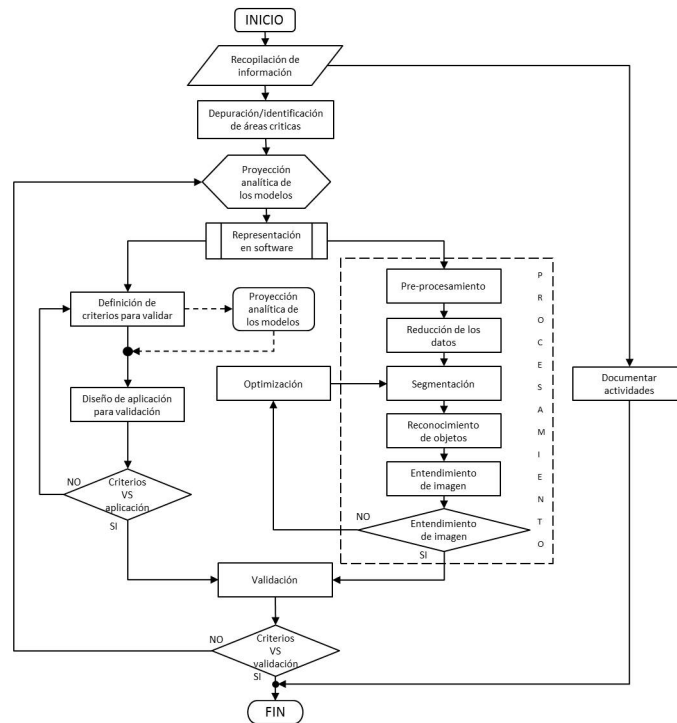 INICIO
Recopilación de
información
Depuración/identificación
de áreas criticas
Proyección
analítica de
los modelos
Representación
en software
Definición de
criterios para validar
Proyección
analítica de
los modelos
Diseño de aplicación
para validación
NO
Criterios
VS
aplicación
SI
Optimización
Pre-procesamiento
Reducción de los
datos
Segmentación
Reconocimiento
de objetos
Entendimiento
de imagen
NO
Entendimiento
de imagen
SI
P
R
O
C
E
S
A
M
I
E
N
T
O
Documentar
actividades
Validación
NO
Criterios
VS
validación
SI
FIN